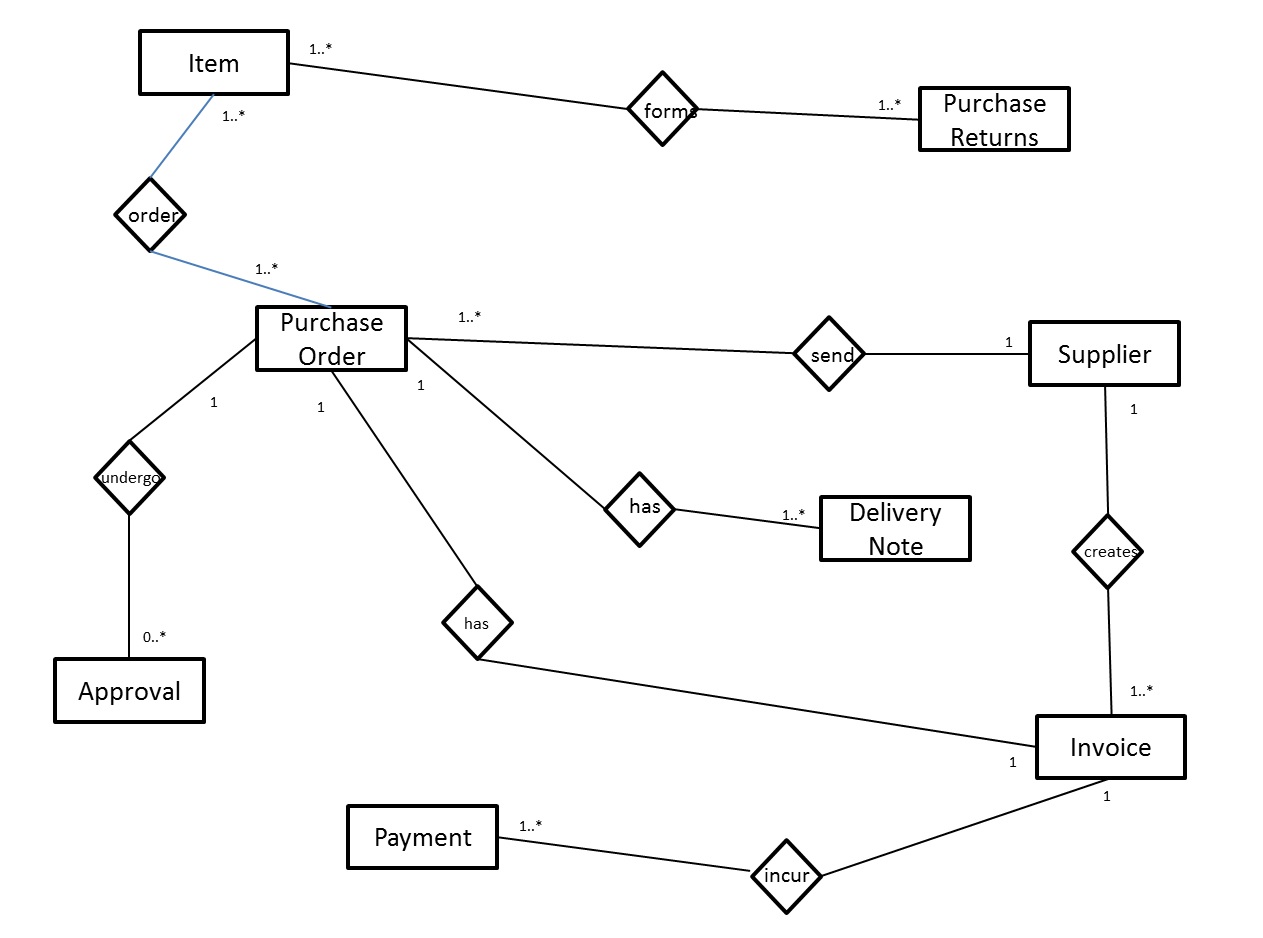 Item
1..*
forms
1..*
Purchase
Returns
1..*
order
1..*
Purchase
Order
1..*
send
1
Supplier
1
1
1
1
undergo
has
1..*
Delivery
Note
creates
has
0..*
Approval
1..*
Invoice
1
1
Payment
1..*
incur